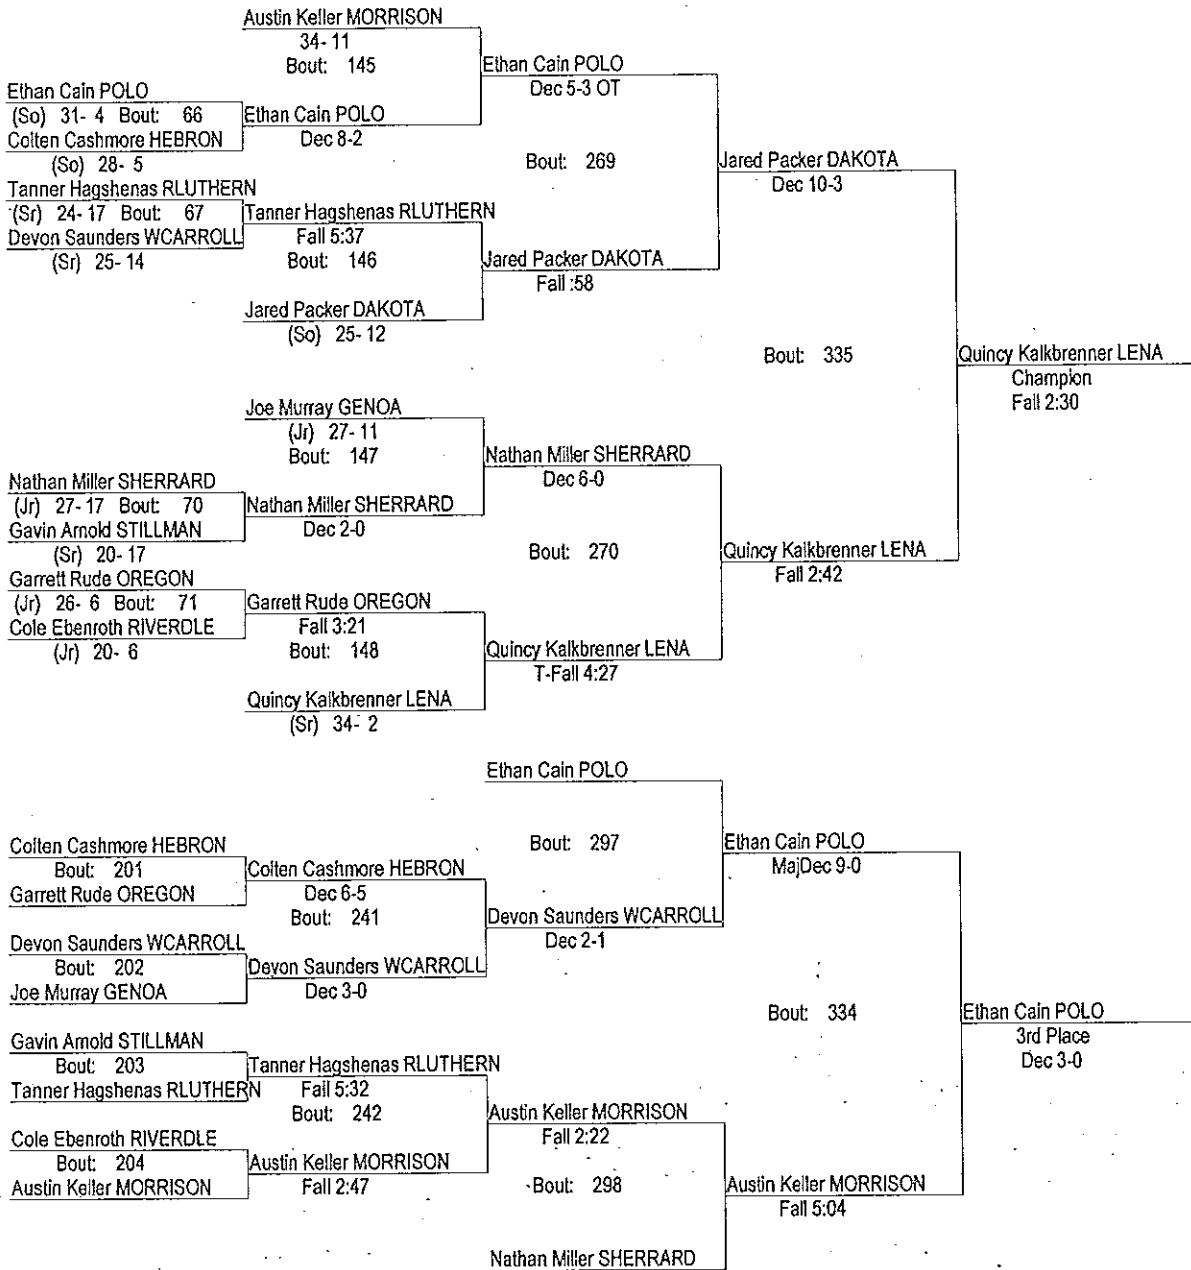 Austin Keller MORRISON
34- 11
Bout: 145
Ethan Cain POLO
Dec 5-3 OT
Ethan Cain POLO
(So) 31- 4 Bout: 66
Ethan Cain POLO
Dec 8-2
Colten Cashmore HEBRON
(So) 28- 5
Bout: 269
Jared Packer DAKOTA
Dec 10-3
Tanner Hagshenas RLUTHERN
(Sr) 24- 17 Bout: 67
Tanner Hagshenas RLUTHERN
Fall 5:37
Devon Saunders WCARROLL
(Sr) 25- 14
Bout: 146
Jared Packer DAKOTA
Fall :58
Jared Packer DAKOTA
(So) 25- 12
Bout: 335
Quincy Kalkbrenner LENA
Champion
Fall 2:30
Joe Murray GENOA
(Jr) 27- 11
Bout: 147
Nathan Miller SHERRARD
Dec 6-0
Nathan Miller SHERRARD
(Jr) 27- 17 Bout: 70
Nathan Miller SHERRARD
Dec 2-0
Gavin Arnold STILLMAN
(Sr) 20- 17
Bout: 270
Quincy Kalkbrenner LENA
Fall 2:42
Garrett Rude OREGON
(Jr) 26- 6 Bout: 71
Garrett Rude OREGON
Fall 3:21
Cole Ebenroth RIVERDLE
(Jr) 20- 6
Bout: 148
Quincy Kalkbrenner LENA
T-Fall 4:27
Quincy Kalkbrenner LENA
(Sr) 34- 2
Ethan Cain POLO
Bout: 297
Ethan Cain POLO
MajDec 9-0
Colten Cashmore HEBRON
Bout: 201
Garrett Rude OREGON
Colten Cashmore HEBRON
Dec 6-5
Bout: 241
Devon Saunders WCARROLL
Dec 2-1
Devon Saunders WCARROLL
Bout: 202
Joe Murray GENOA
Devon Saunders WCARROLL
Dec 3-0
Bout: 334
Ethan Cain POLO
3rd Place
Dec 3-0
Gavin Arnold STILLMAN
Bout: 203
Tanner Hagshenas RLUTHERN
Tanner Hagshenas RLUTHERN
Fall 5:32
Bout: 242
Austin Keller MORRISON
Fall 2:22
Cole Ebenroth RIVERDLE
Bout: 204
Austin Keller MORRISON
Austin Keller MORRISON
Fall 2:47
Bout: 298
Austin Keller MORRISON
Fall 5:04
Nathan Miller SHERRARD